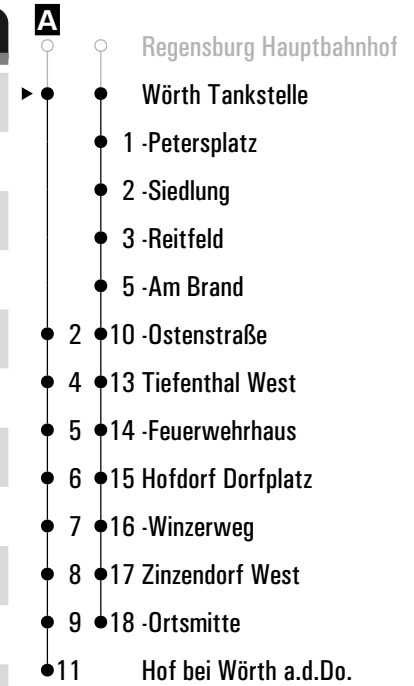 A
Regensburg Hauptbahnhof
Wörth Tankstelle
1 -Petersplatz
2 -Siedlung
3 -Reitfeld
5 -Am Brand
2 10 -Ostenstraße
4 13 Tiefenthal West
5 14 -Feuerwehrhaus
6 15 Hofdorf Dorfplatz
7 16 -Winzerweg
8 17 Zinzendorf West
9 18 -Ortsmitte
11 Hof bei Wörth a.d.Do.